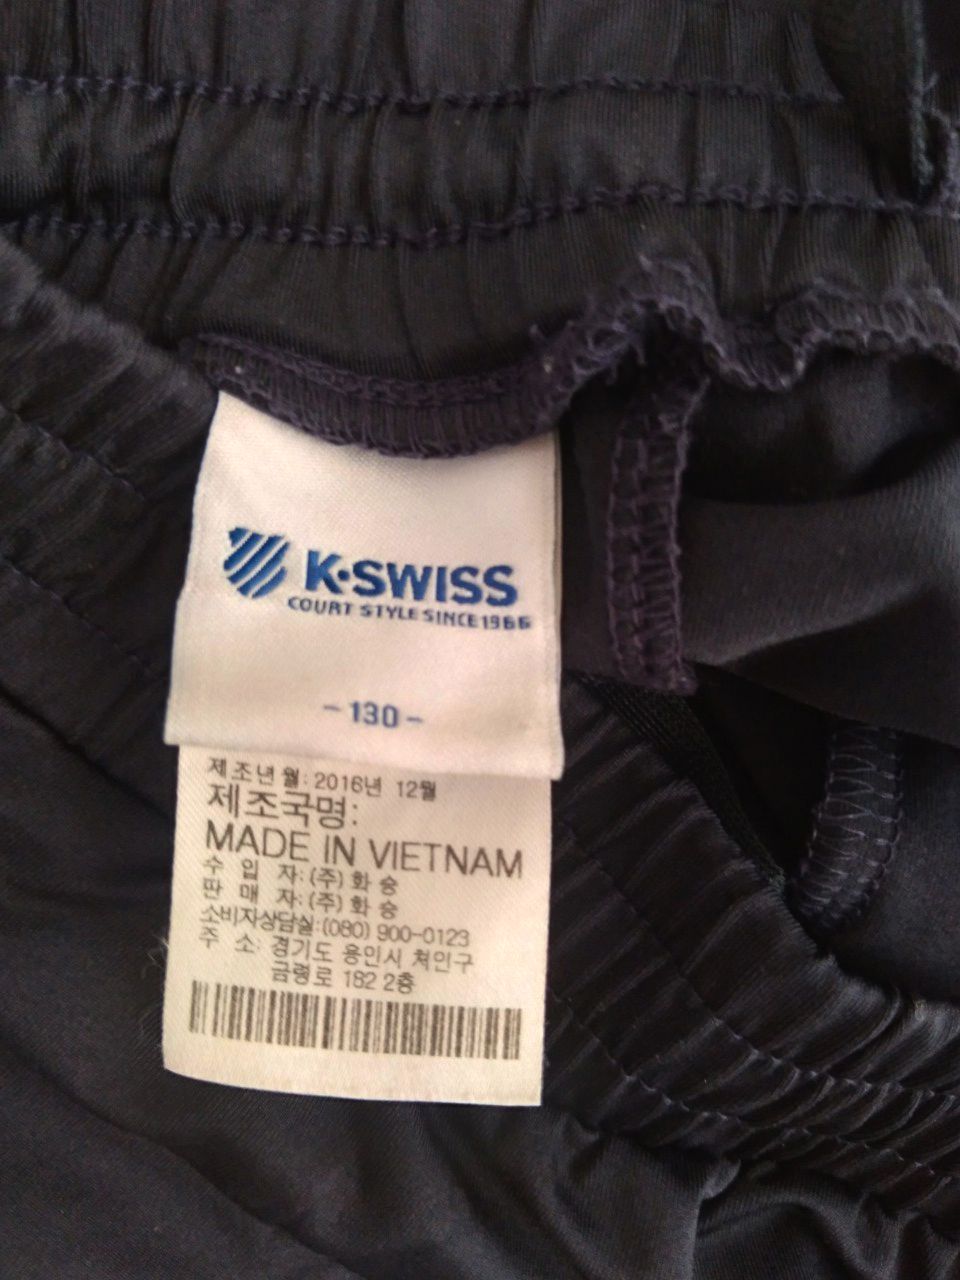 K·SWISS
COURT STYLE SINCE 1966
- 130 -
제조년월: 2016년 12월
제조국명:
MADE IN VIETNAM
수 입 자: (주) 화 승
판 매 자: (주) 화 승
소비자상담실: (080) 900-0123
주 소: 경기도 용인시 처인구
금령로 182 2층